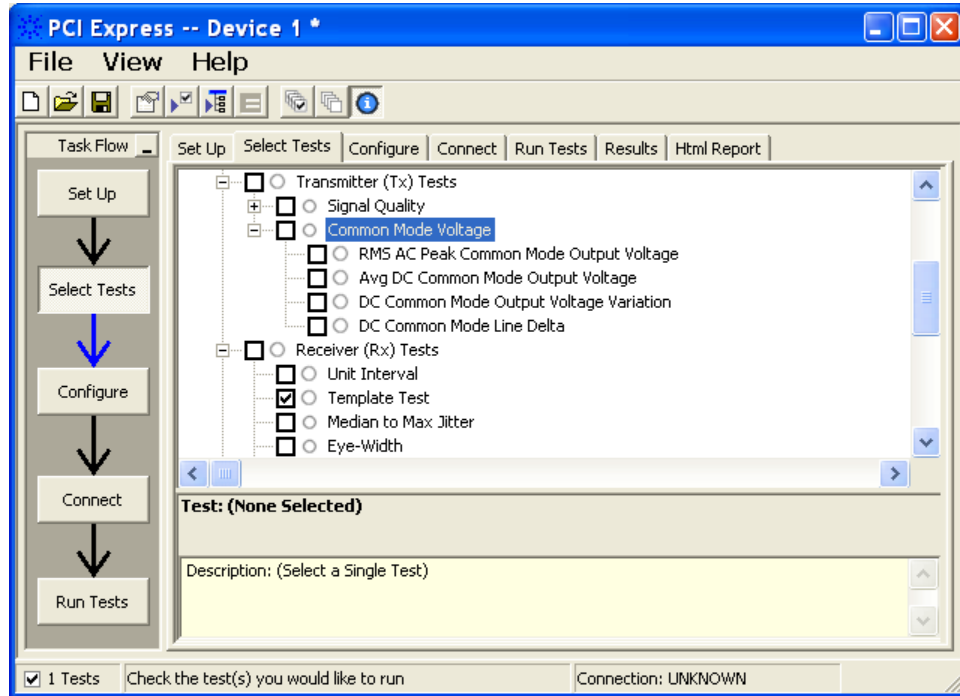 PCI Express -- Device 1 *
File View Help
Task Flow
Set Up
Select Tests
Configure
Connect
Run Tests
Set Up Select Tests Configure Connect Run Tests Results Html Report
Transmitter (Tx) Tests
Signal Quality
Common Mode Voltage
RMS AC Peak Common Mode Output Voltage
Avg DC Common Mode Output Voltage
DC Common Mode Output Voltage Variation
DC Common Mode Line Delta
Receiver (Rx) Tests
Unit Interval
Template Test
Median to Max Jitter
Eye-Width
Test: (None Selected)
Description: (Select a Single Test)
1 Tests Check the test(s) you would like to run Connection: UNKNOWN